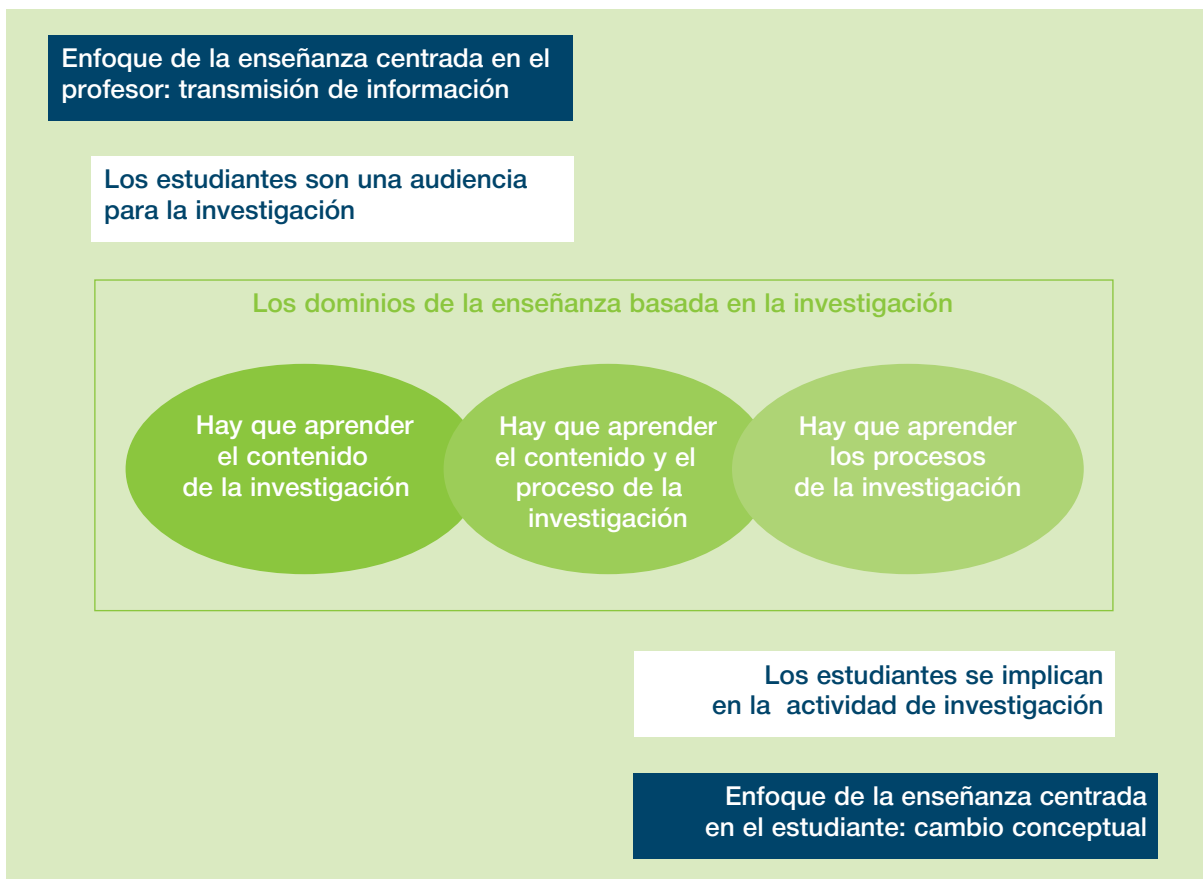 Enfoque de la enseñanza centrada en el
profesor: transmisión de información
Los estudiantes son una audiencia
para la investigación
Los dominios de la enseñanza basada en la investigación
Hay que aprender
el contenido
de la investigación
Hay que aprender
el contenido y el
proceso de la
investigación
Hay que aprender
los procesos
de la investigación
Los estudiantes se implican
en la actividad de investigación
Enfoque de la enseñanza centrada
en el estudiante: cambio conceptual